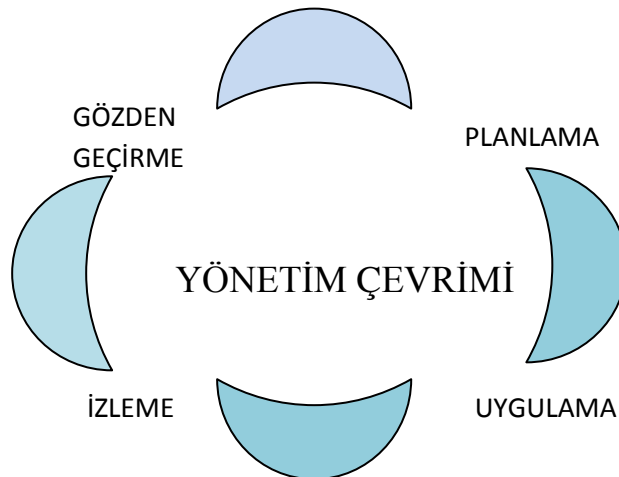 GÖZDEN
GEÇİRME
PLANLAMA
YÖNETİM ÇEVRİMİ
İZLEME
UYGULAMA